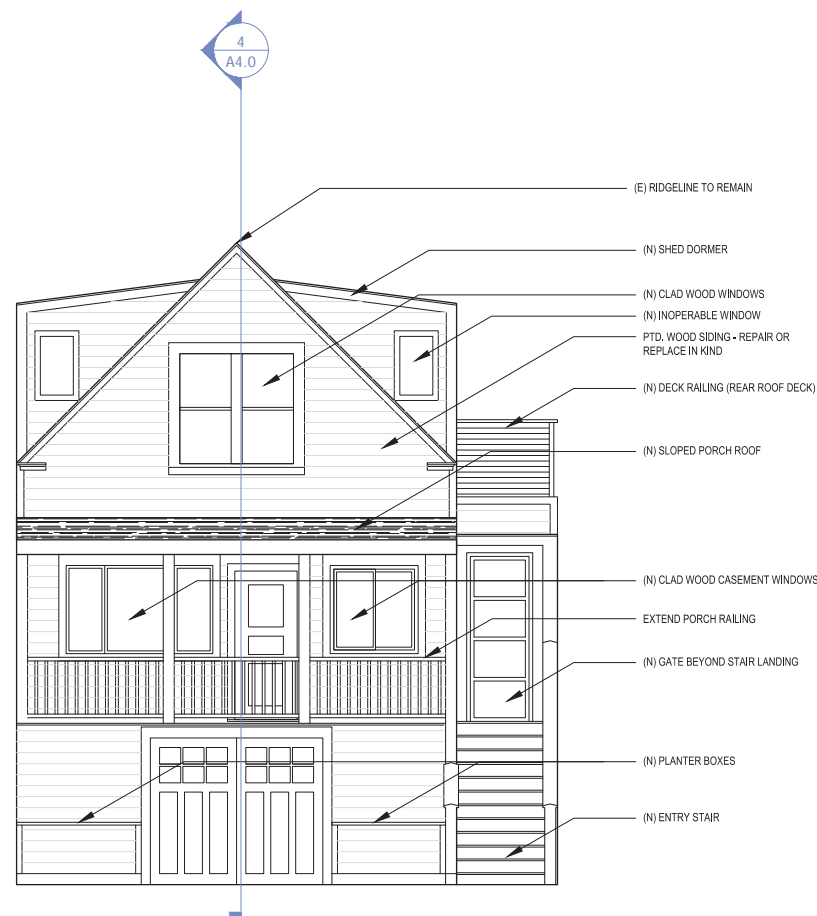 4
A4.0
(E) RIDGELINE TO REMAIN
(N) SHED DORMER
(N) CLAD WOOD WINDOWS
(N) INOPERABLE WINDOW
PTD. WOOD SIDING - REPAIR OR
REPLACE IN KIND
(N) DECK RAILING (REAR ROOF DECK)
(N) SLOPED PORCH ROOF
(N) CLAD WOOD CASEMENT WINDOWS
EXTEND PORCH RAILING
(N) GATE BEYOND STAIR LANDING
(N) PLANTER BOXES
(N) ENTRY STAIR